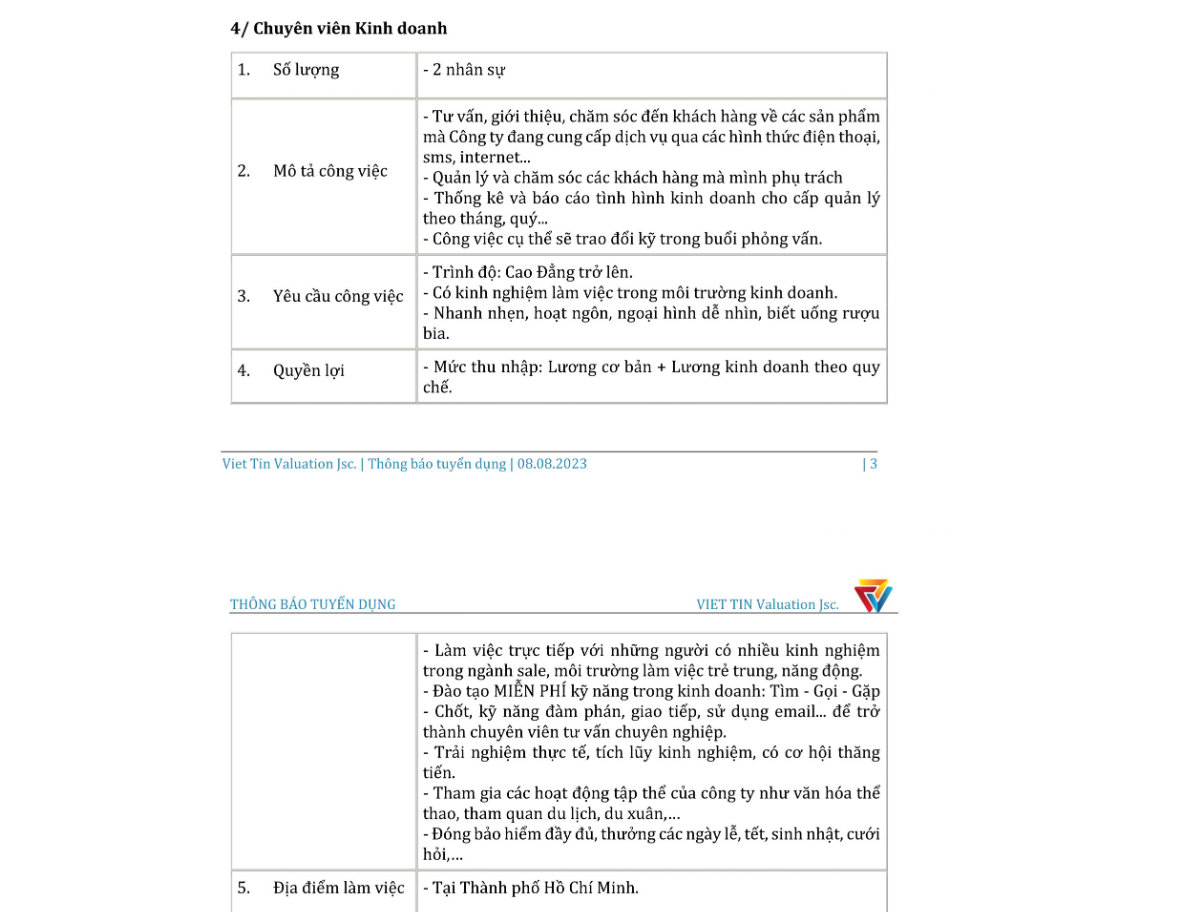 4/ Chuyên viên Kinh doanh
1. Số lượng
- 2 nhân sự
2. Mô tả công việc
- Tư vấn, giới thiệu, chăm sóc đến khách hàng về các sản phẩm
mà Công ty đang cung cấp dịch vụ qua các hình thức điện thoại,
sms, internet...
- Quản lý và chăm sóc các khách hàng mà mình phụ trách
- Thống kê và báo cáo tình hình kinh doanh cho cấp quản lý
theo tháng, quý...
- Công việc cụ thể sẽ trao đổi kỹ trong buổi phỏng vấn.
3. Yêu cầu công việc
- Trình độ: Cao Đẳng trở lên.
- Có kinh nghiệm làm việc trong môi trường kinh doanh.
- Nhanh nhẹn, hoạt ngôn, ngoại hình dễ nhìn, biết uống rượu
bia.
4. Quyền lợi
- Mức thu nhập: Lương cơ bản + Lương kinh doanh theo quy
chế.
Viet Tin Valuation Jsc. | Thông báo tuyển dụng | 08.08.2023 | 3
THÔNG BÁO TUYỂN DỤNG VIET TIN Valuation Jsc.
- Làm việc trực tiếp với những người có nhiều kinh nghiệm
trong ngành sale, môi trường làm việc trẻ trung, năng động.
- Đào tạo MIỄN PHÍ kỹ năng trong kinh doanh: Tìm - Gọi - Gặp
- Chốt, kỹ năng đàm phán, giao tiếp, sử dụng email... để trở
thành chuyên viên tư vấn chuyên nghiệp.
- Trải nghiệm thực tế, tích lũy kinh nghiệm, có cơ hội thăng
tiến.
- Tham gia các hoạt động tập thể của công ty như văn hóa thể
thao, tham quan du lịch, du xuân,...
- Đóng bảo hiểm đầy đủ, thưởng các ngày lễ, tết, sinh nhật, cưới
hỏi,...
5. Địa điểm làm việc
- Tại Thành phố Hồ Chí Minh.